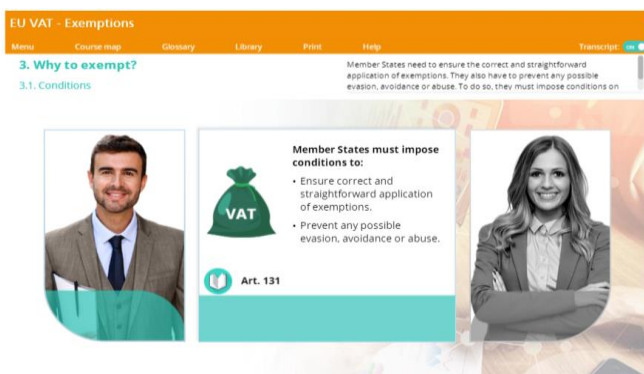 EU VAT - Exemptions
Menu Course map Glossary Library Print Help Transcript: ON
3. Why to exempt?
3.1. Conditions
Member States need to ensure the correct and straightforward
application of exemptions. They also have to prevent any possible
evasion, avoidance or abuse. To do so, they must impose conditions on
VAT
Member States must impose
conditions to:
• Ensure correct and
straightforward application
of exemptions.
• Prevent any possible
evasion, avoidance or abuse.
Art. 131